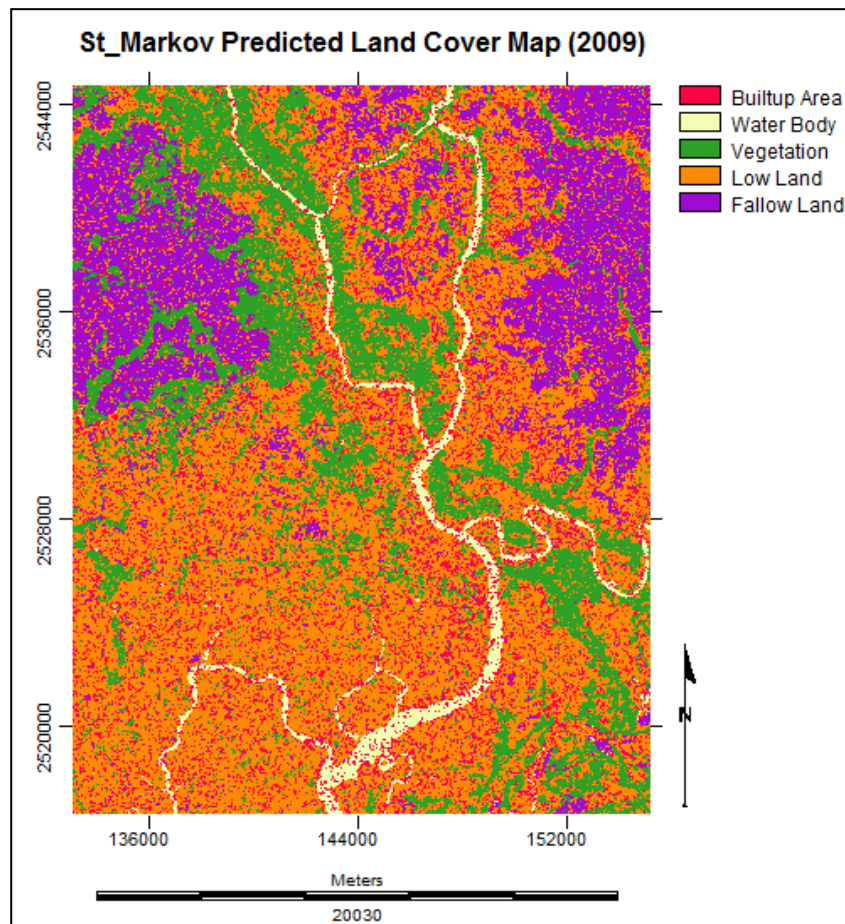 St_Markov Predicted Land Cover Map (2009)
Builtup Area
Water Body
Vegetation
Low Land
Fallow Land
2544000
2536000
2528000
2520000
136000 144000 152000
N
Meters
20030